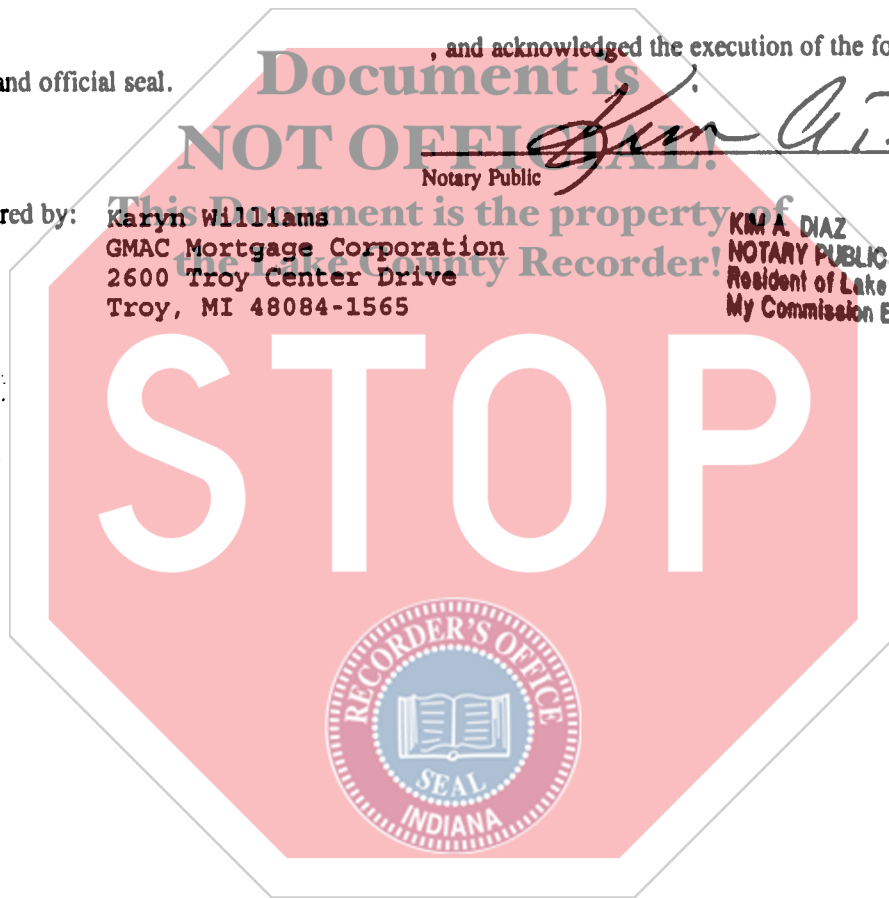 , and acknowledged the execution of the fo
and official seal.
Document is
NOT OFFICIAL!
Kim A
Notary Public
This Document is the property of
the Lake County Recorder!
red by: Karyn Williams
GMAC Mortgage Corporation
2600 Troy Center Drive
Troy, MI 48084-1565
KIM A. DIAZ
NOTARY PUBLIC
Resident of Lake
My Commission E
STOP
RECORDER'S OFFICE
SEAL
INDIANA